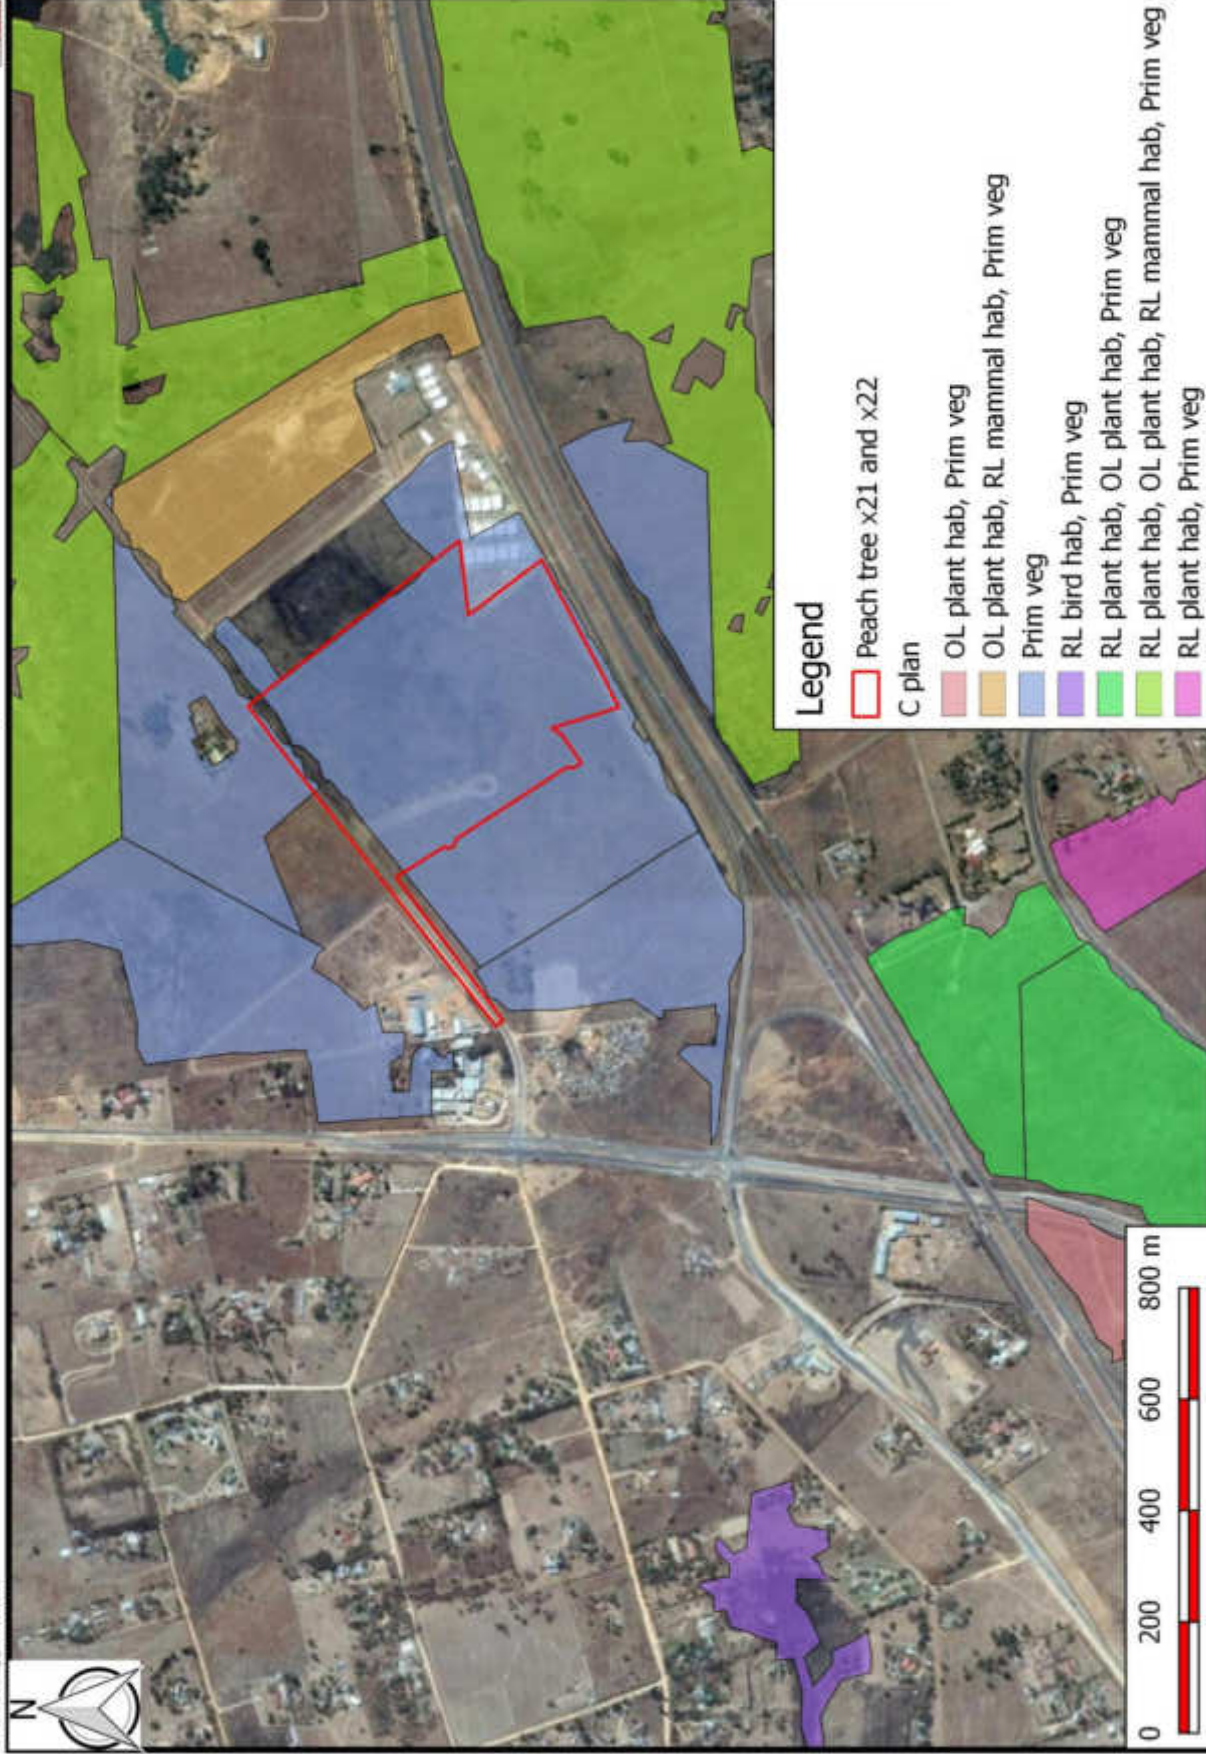 N
Legend
Peach tree x21 and x22
C plan
OL plant hab, Prim veg
OL plant hab, RL mammal hab, Prim veg
Prim veg
RL bird hab, Prim veg
RL plant hab, OL plant hab, Prim veg
RL plant hab, OL plant hab, RL mammal hab, Prim veg
RL plant hab, Prim veg
0 200 400 600 800 m